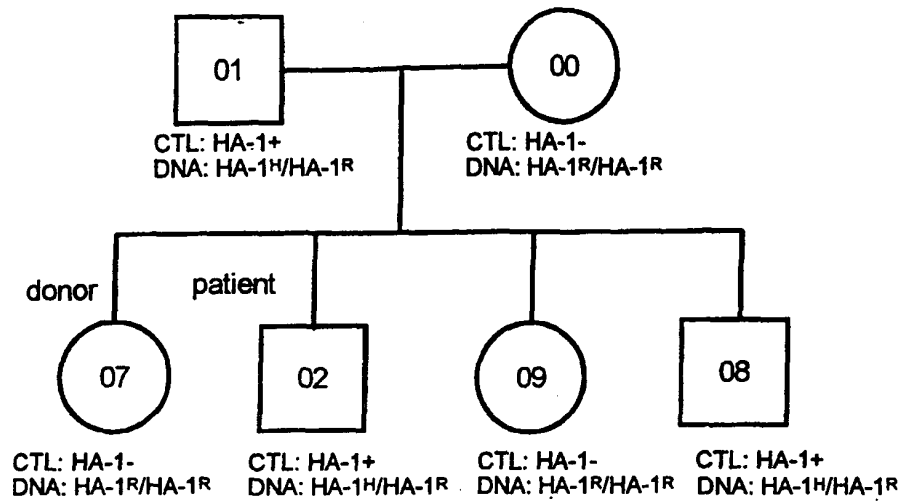 01
00
CTL: HA-1+
DNA: HA-1ᴴ/HA-1ᴿ
CTL: HA-1-
DNA: HA-1ᴿ/HA-1ᴿ
donor
patient
07
02
09
08
CTL: HA-1-
DNA: HA-1ᴿ/HA-1ᴿ
CTL: HA-1+
DNA: HA-1ᴴ/HA-1ᴿ
CTL: HA-1-
DNA: HA-1ᴿ/HA-1ᴿ
CTL: HA-1+
DNA: HA-1ᴴ/HA-1ᴿ